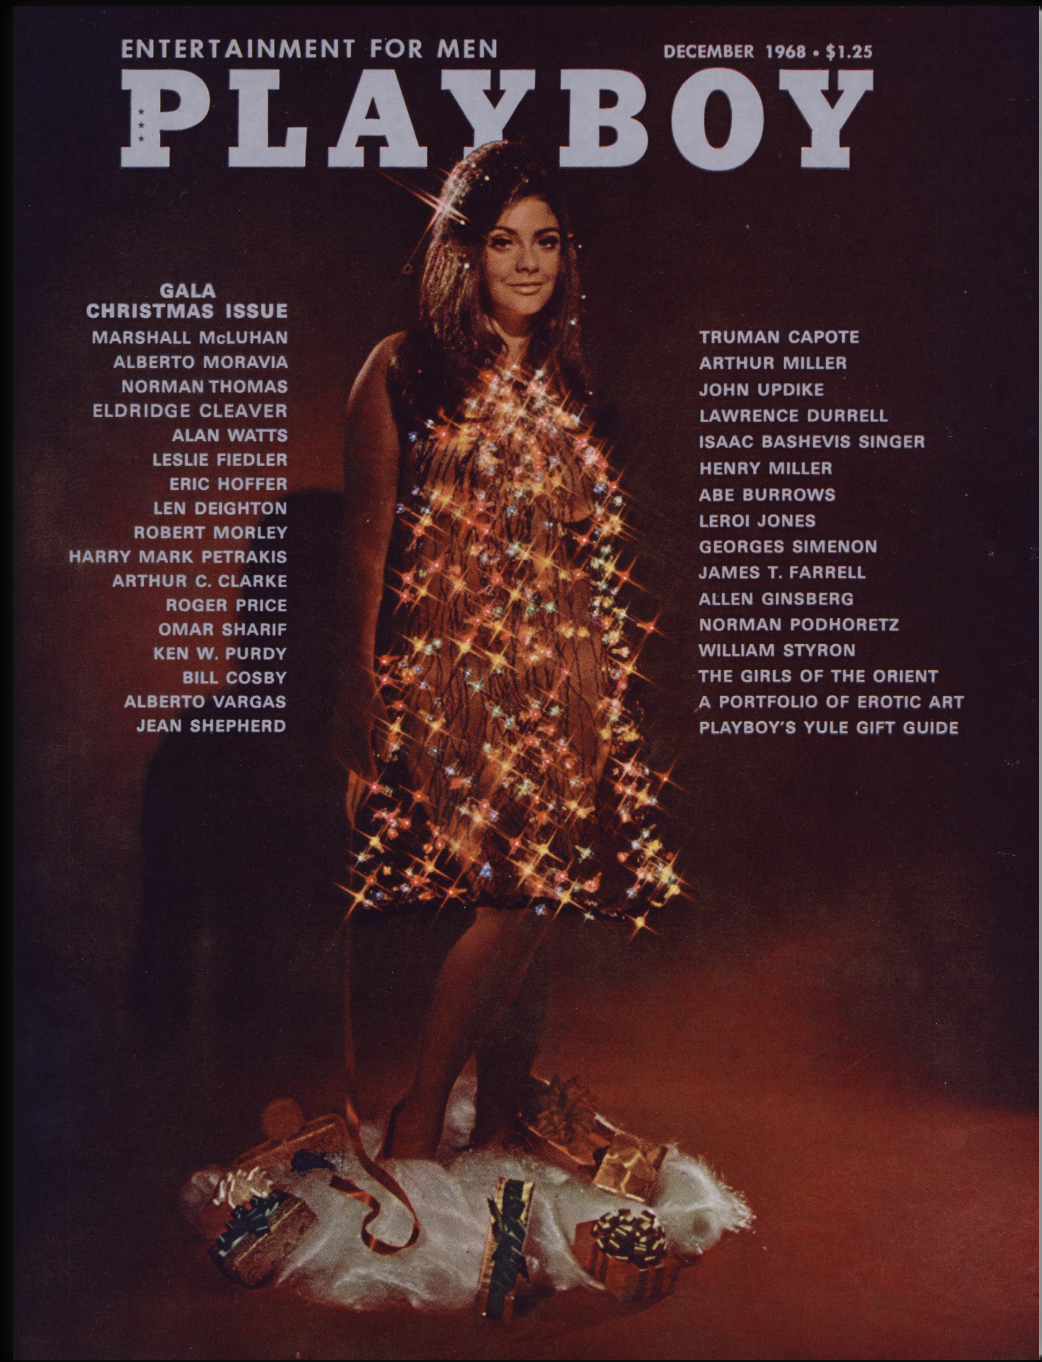 ENTERTAINMENT FOR MEN
DECEMBER 1968 • $1.25
PLAYBOY
GALA
CHRISTMAS ISSUE
MARSHALL McLUHAN
ALBERTO MORAVIA
NORMAN THOMAS
ELDRIDGE CLEAVER
ALAN WATTS
LESLIE FIEDLER
ERIC HOFFER
LEN DEIGHTON
ROBERT MORLEY
HARRY MARK PETRAKIS
ARTHUR C. CLARKE
ROGER PRICE
OMAR SHARIF
KEN W. PURDY
BILL COSBY
ALBERTO VARGAS
JEAN SHEPHERD
TRUMAN CAPOTE
ARTHUR MILLER
JOHN UPDIKE
LAWRENCE DURRELL
ISAAC BASHEVIS SINGER
HENRY MILLER
ABE BURROWS
LEROI JONES
GEORGES SIMENON
JAMES T. FARRELL
ALLEN GINSBERG
NORMAN PODHORETZ
WILLIAM STYRON
THE GIRLS OF THE ORIENT
A PORTFOLIO OF EROTIC ART
PLAYBOY'S YULE GIFT GUIDE